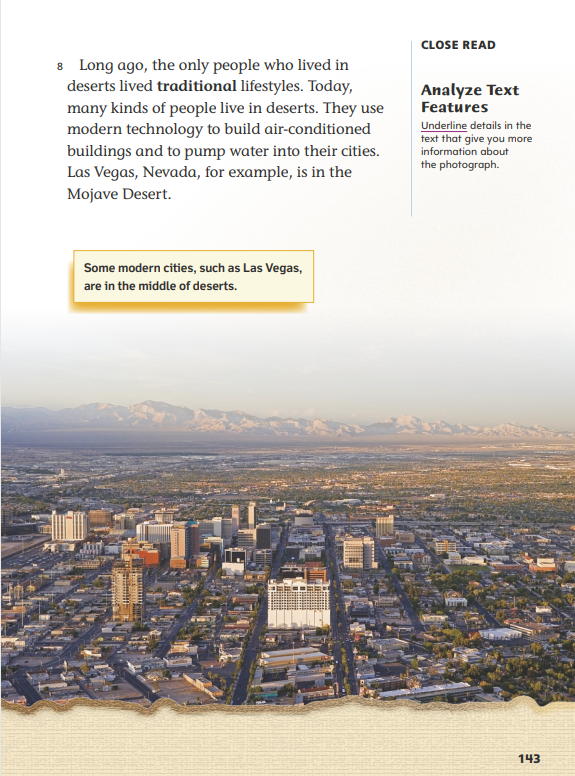 8 Long ago, the only people who lived in
deserts lived traditional lifestyles. Today,
many kinds of people live in deserts. They use
modern technology to build air-conditioned
buildings and to pump water into their cities.
Las Vegas, Nevada, for example, is in the
Mojave Desert.
CLOSE READ
Analyze Text
Features
Underline details in the
text that give you more
information about
the photograph.
Some modern cities, such as Las Vegas,
are in the middle of deserts.
143